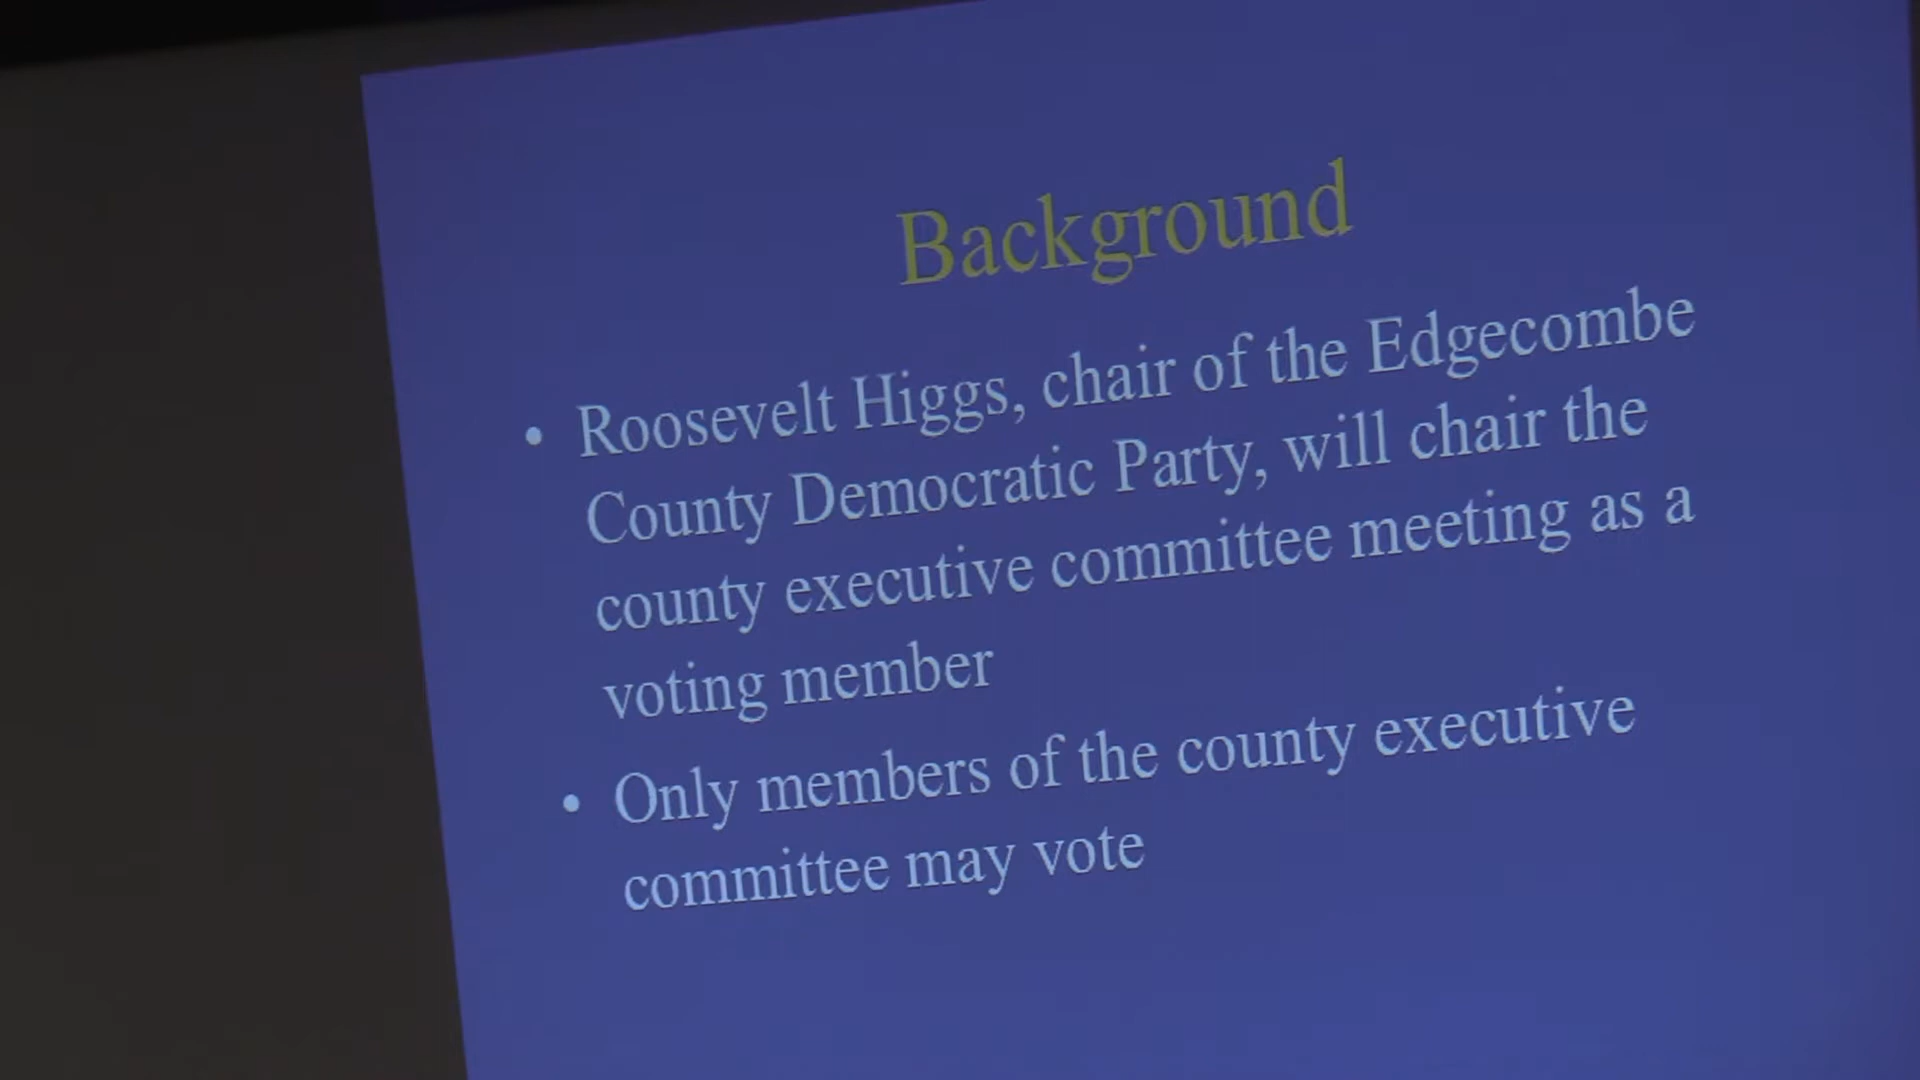 Background
• Roosevelt Higgs, chair of the Edgecombe
County Democratic Party, will chair the
county executive committee meeting as a
voting member
• Only members of the county executive
committee may vote